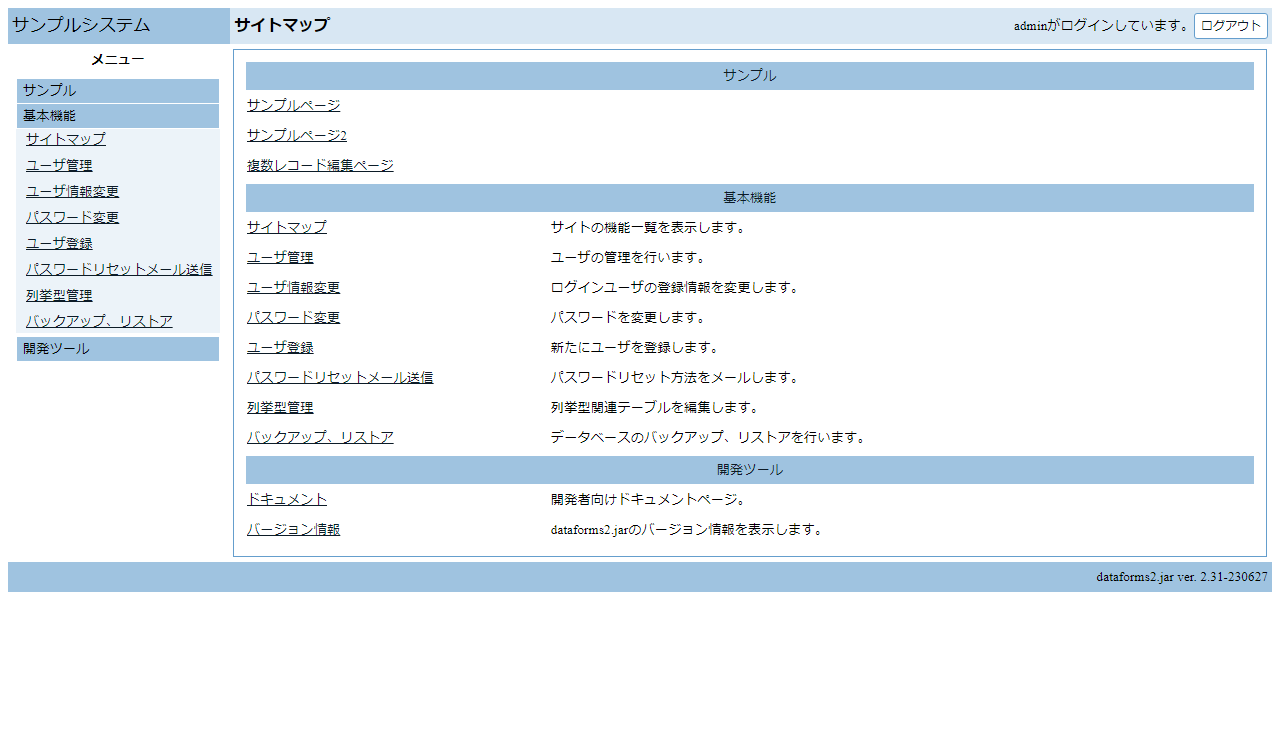 サンプルシステム
サイトマップ
adminがログインしています。 ログアウト
メニュー
サンプル
基本機能
サイトマップ
ユーザ管理
ユーザ情報変更
パスワード変更
ユーザ登録
パスワードリセットメール送信
列挙型管理
バックアップ、リストア
開発ツール
サンプル
サンプルページ
サンプルページ2
複数レコード編集ページ
基本機能
サイトマップ サイトの機能一覧を表示します。
ユーザ管理 ユーザの管理を行います。
ユーザ情報変更 ログインユーザの登録情報を変更します。
パスワード変更 パスワードを変更します。
ユーザ登録 新たにユーザを登録します。
パスワードリセットメール送信 パスワードリセット方法をメールします。
列挙型管理 列挙型関連テーブルを編集します。
バックアップ、リストア データベースのバックアップ、リストアを行います。
開発ツール
ドキュメント 開発者向けドキュメントページ。
バージョン情報 dataforms2.jarのバージョン情報を表示します。
dataforms2.jar ver. 2.31-230627